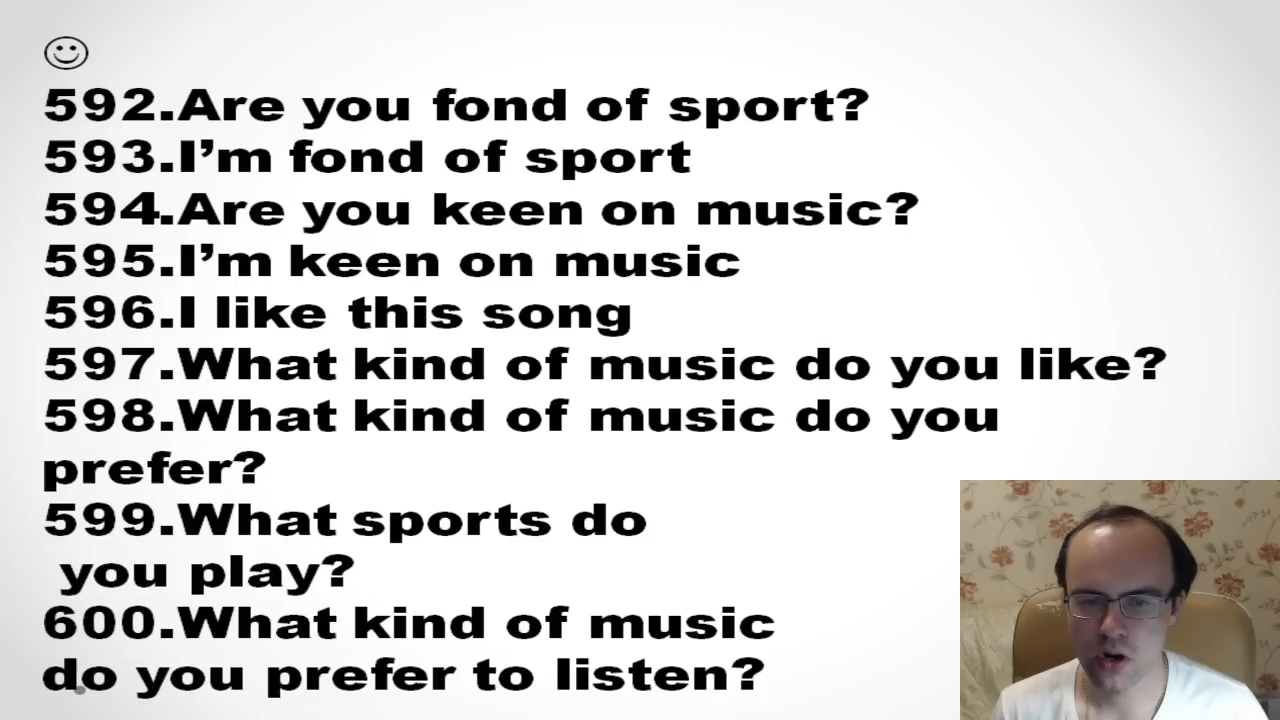 592.Are you fond of sport?
593.I’m fond of sport
594.Are you keen on music?
595.I’m keen on music
596.I like this song
597.What kind of music do you like?
598.What kind of music do you
prefer?
599.What sports do
you play?
600.What kind of music
do you prefer to listen?